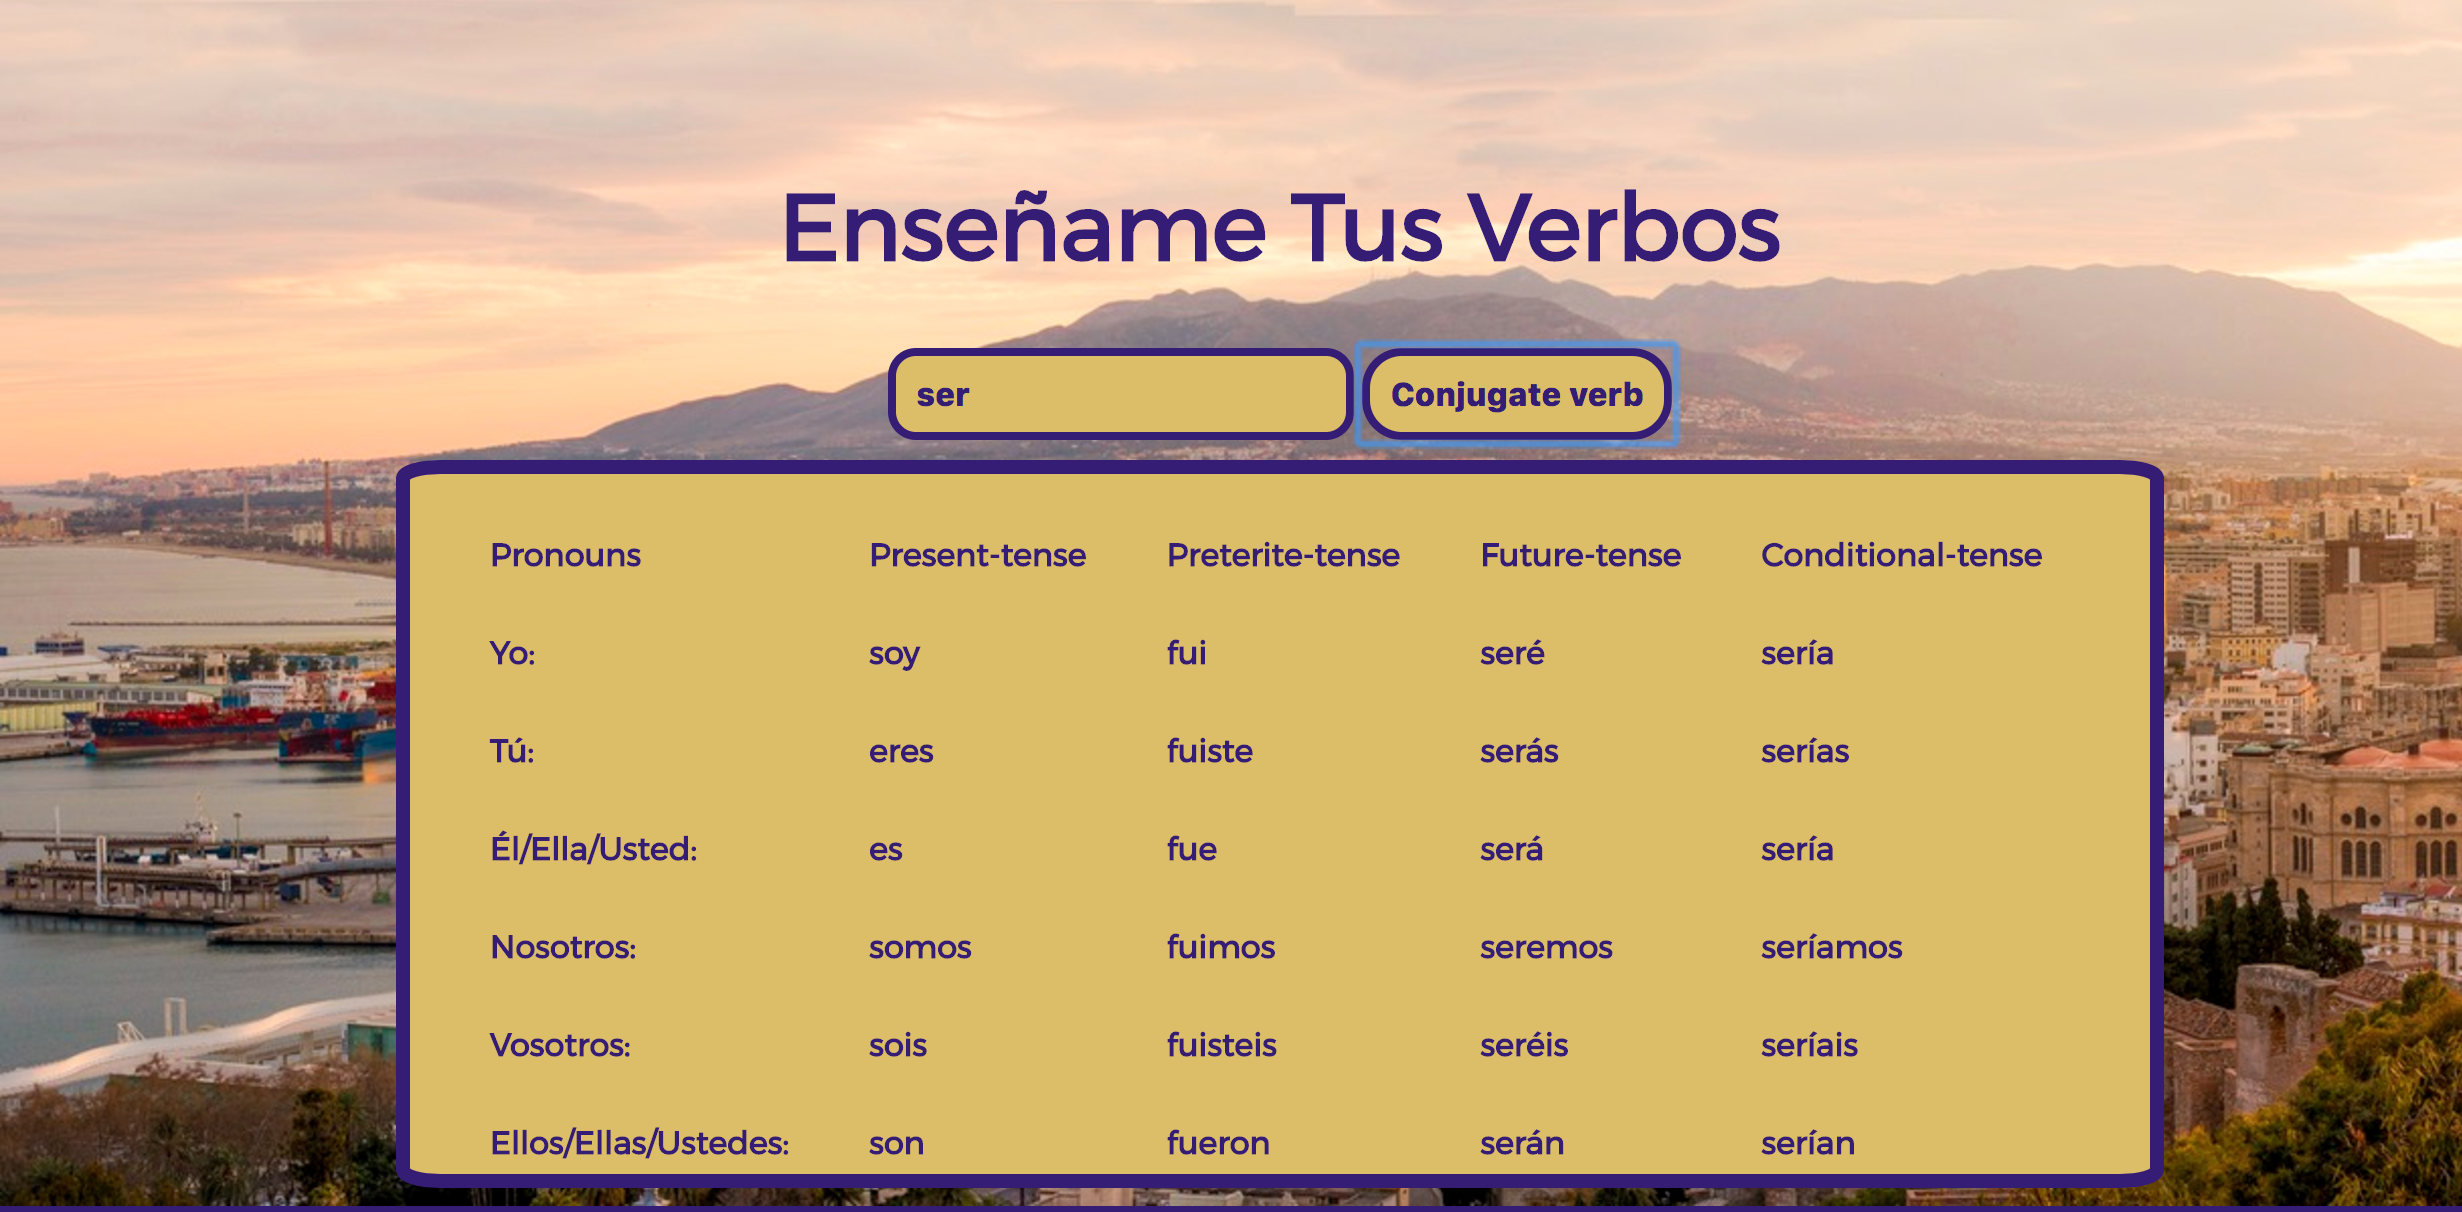 Enseñame Tus Verbos
ser Conjugate verb
Pronouns Present-tense Preterite-tense Future-tense Conditional-tense
Yo: soy fui seré sería
Tú: eres fuiste serás serías
Él/Ella/Usted: es fue será sería
Nosotros: somos fuimos seremos seríamos
Vosotros: sois fuisteis seréis seríais
Ellos/Ellas/Ustedes: son fueron serán serían